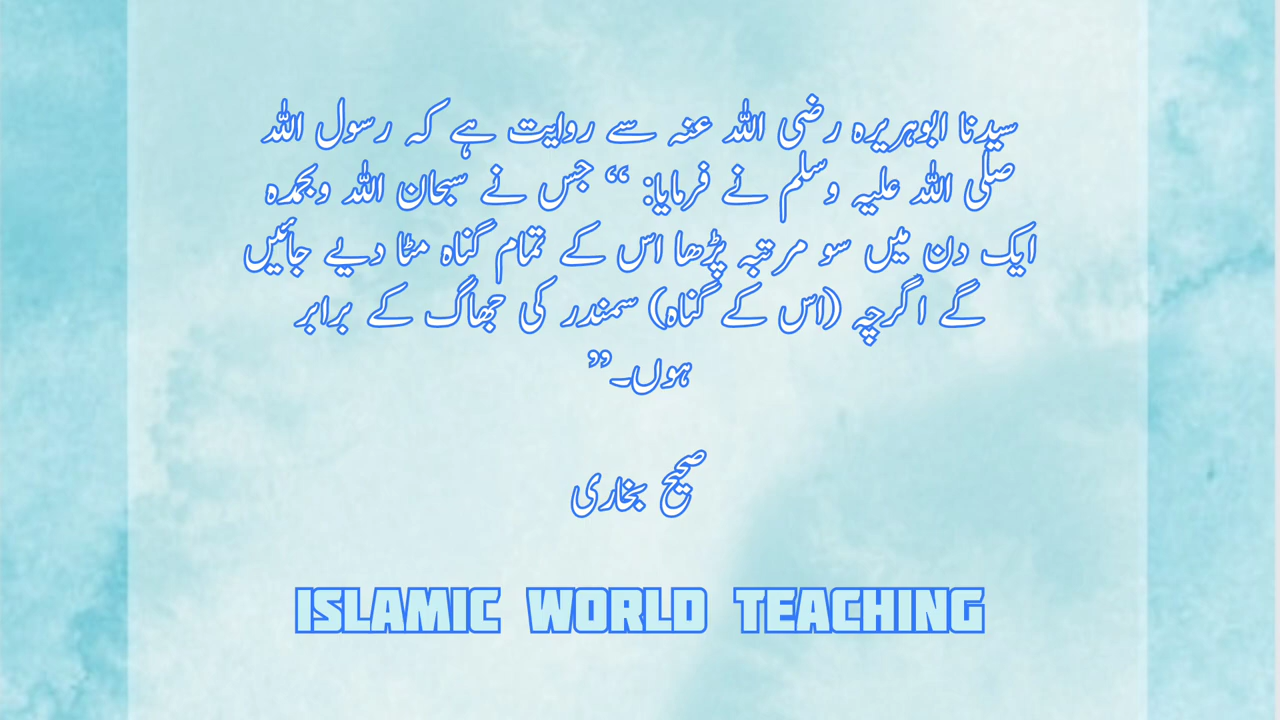 سیدنا ابوہریرہ رضی اللہ عنہ سے روایت ہے کہ رسول اللہ
صلی اللہ علیہ وسلم نے فرمایا: “ جس نے سبحان اللہ وبحمدہ
ایک دن میں سو مرتبہ پڑھا اس کے تمام گناہ مٹا دیے جائیں
گے اگرچہ (اس کے گناہ) سمندر کی جھاگ کے برابر
ہوں۔”
صحیح بخاری
ISLAMIC WORLD TEACHING